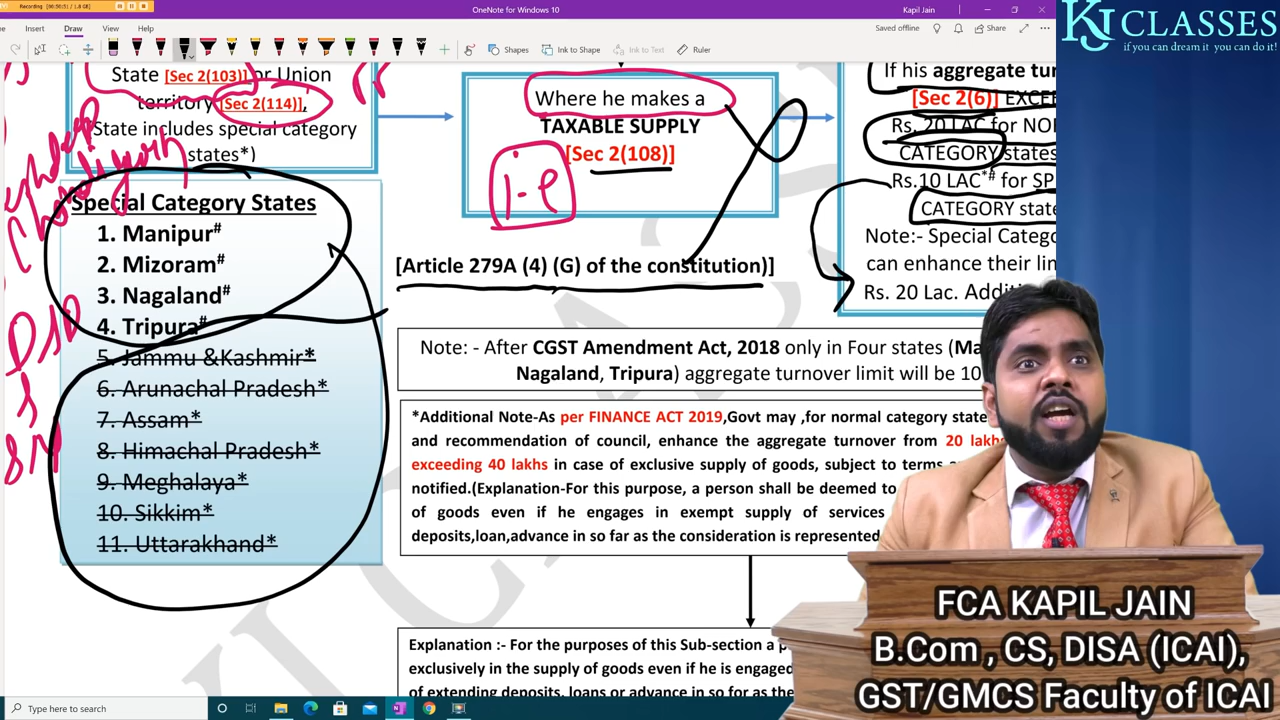 Recording [00:50:5] / 1.8 GB
OneNote for Windows 10
Kapil Jain
Insert Draw View Help
Saved offline
Share
Shapes
Ink to Shape
Ink to Text
Ruler
KJ CLASSES
if you can dream it you can do it!
State [Sec 2(103)] or Union
territory [Sec 2(114)],
(State includes special category
states*)
Special Category States
1. Manipur#
2. Mizoram#
3. Nagaland#
4. Tripura#
5. Jammu &Kashmir*
6. Arunachal Pradesh*
7. Assam*
8. Himachal Pradesh*
9. Meghalaya*
10. Sikkim*
11. Uttarakhand*
Where he makes a
TAXABLE SUPPLY
[Sec 2(108)]
[Article 279A (4) (G) of the constitution)]
If his aggregate tur
[Sec 2(6)] EXCE
Rs. 20 LAC for NO
CATEGORY states
Rs.10 LAC*# for SP
CATEGORY state
Note:- Special Categ
can enhance their lim
Rs. 20 Lac. Additi
Note: - After CGST Amendment Act, 2018 only in Four states (Ma
Nagaland, Tripura) aggregate turnover limit will be 10
*Additional Note-As per FINANCE ACT 2019,Govt may ,for normal category state
and recommendation of council, enhance the aggregate turnover from 20 lakhs
exceeding 40 lakhs in case of exclusive supply of goods, subject to terms a
notified.(Explanation-For this purpose, a person shall be deemed to
of goods even if he engages in exempt supply of services
deposits,loan,advance in so far as the consideration is represented
Explanation :- For the purposes of this Sub-section a p
exclusively in the supply of goods even if he is engaged
of extending deposits, loans or advance in so far as the
FCA KAPIL JAIN
B.Com , CS, DISA (ICAI),
GST/GMCS Faculty of ICAI
Type here to search